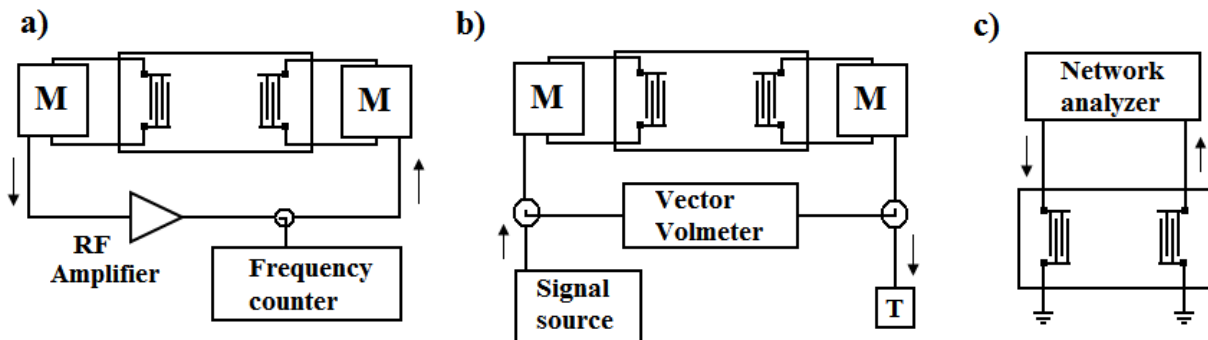 a)
M
M
RF
Amplifier
Frequency
counter
b)
M
M
Vector
Volmeter
Signal
source
T
c)
Network
analyzer